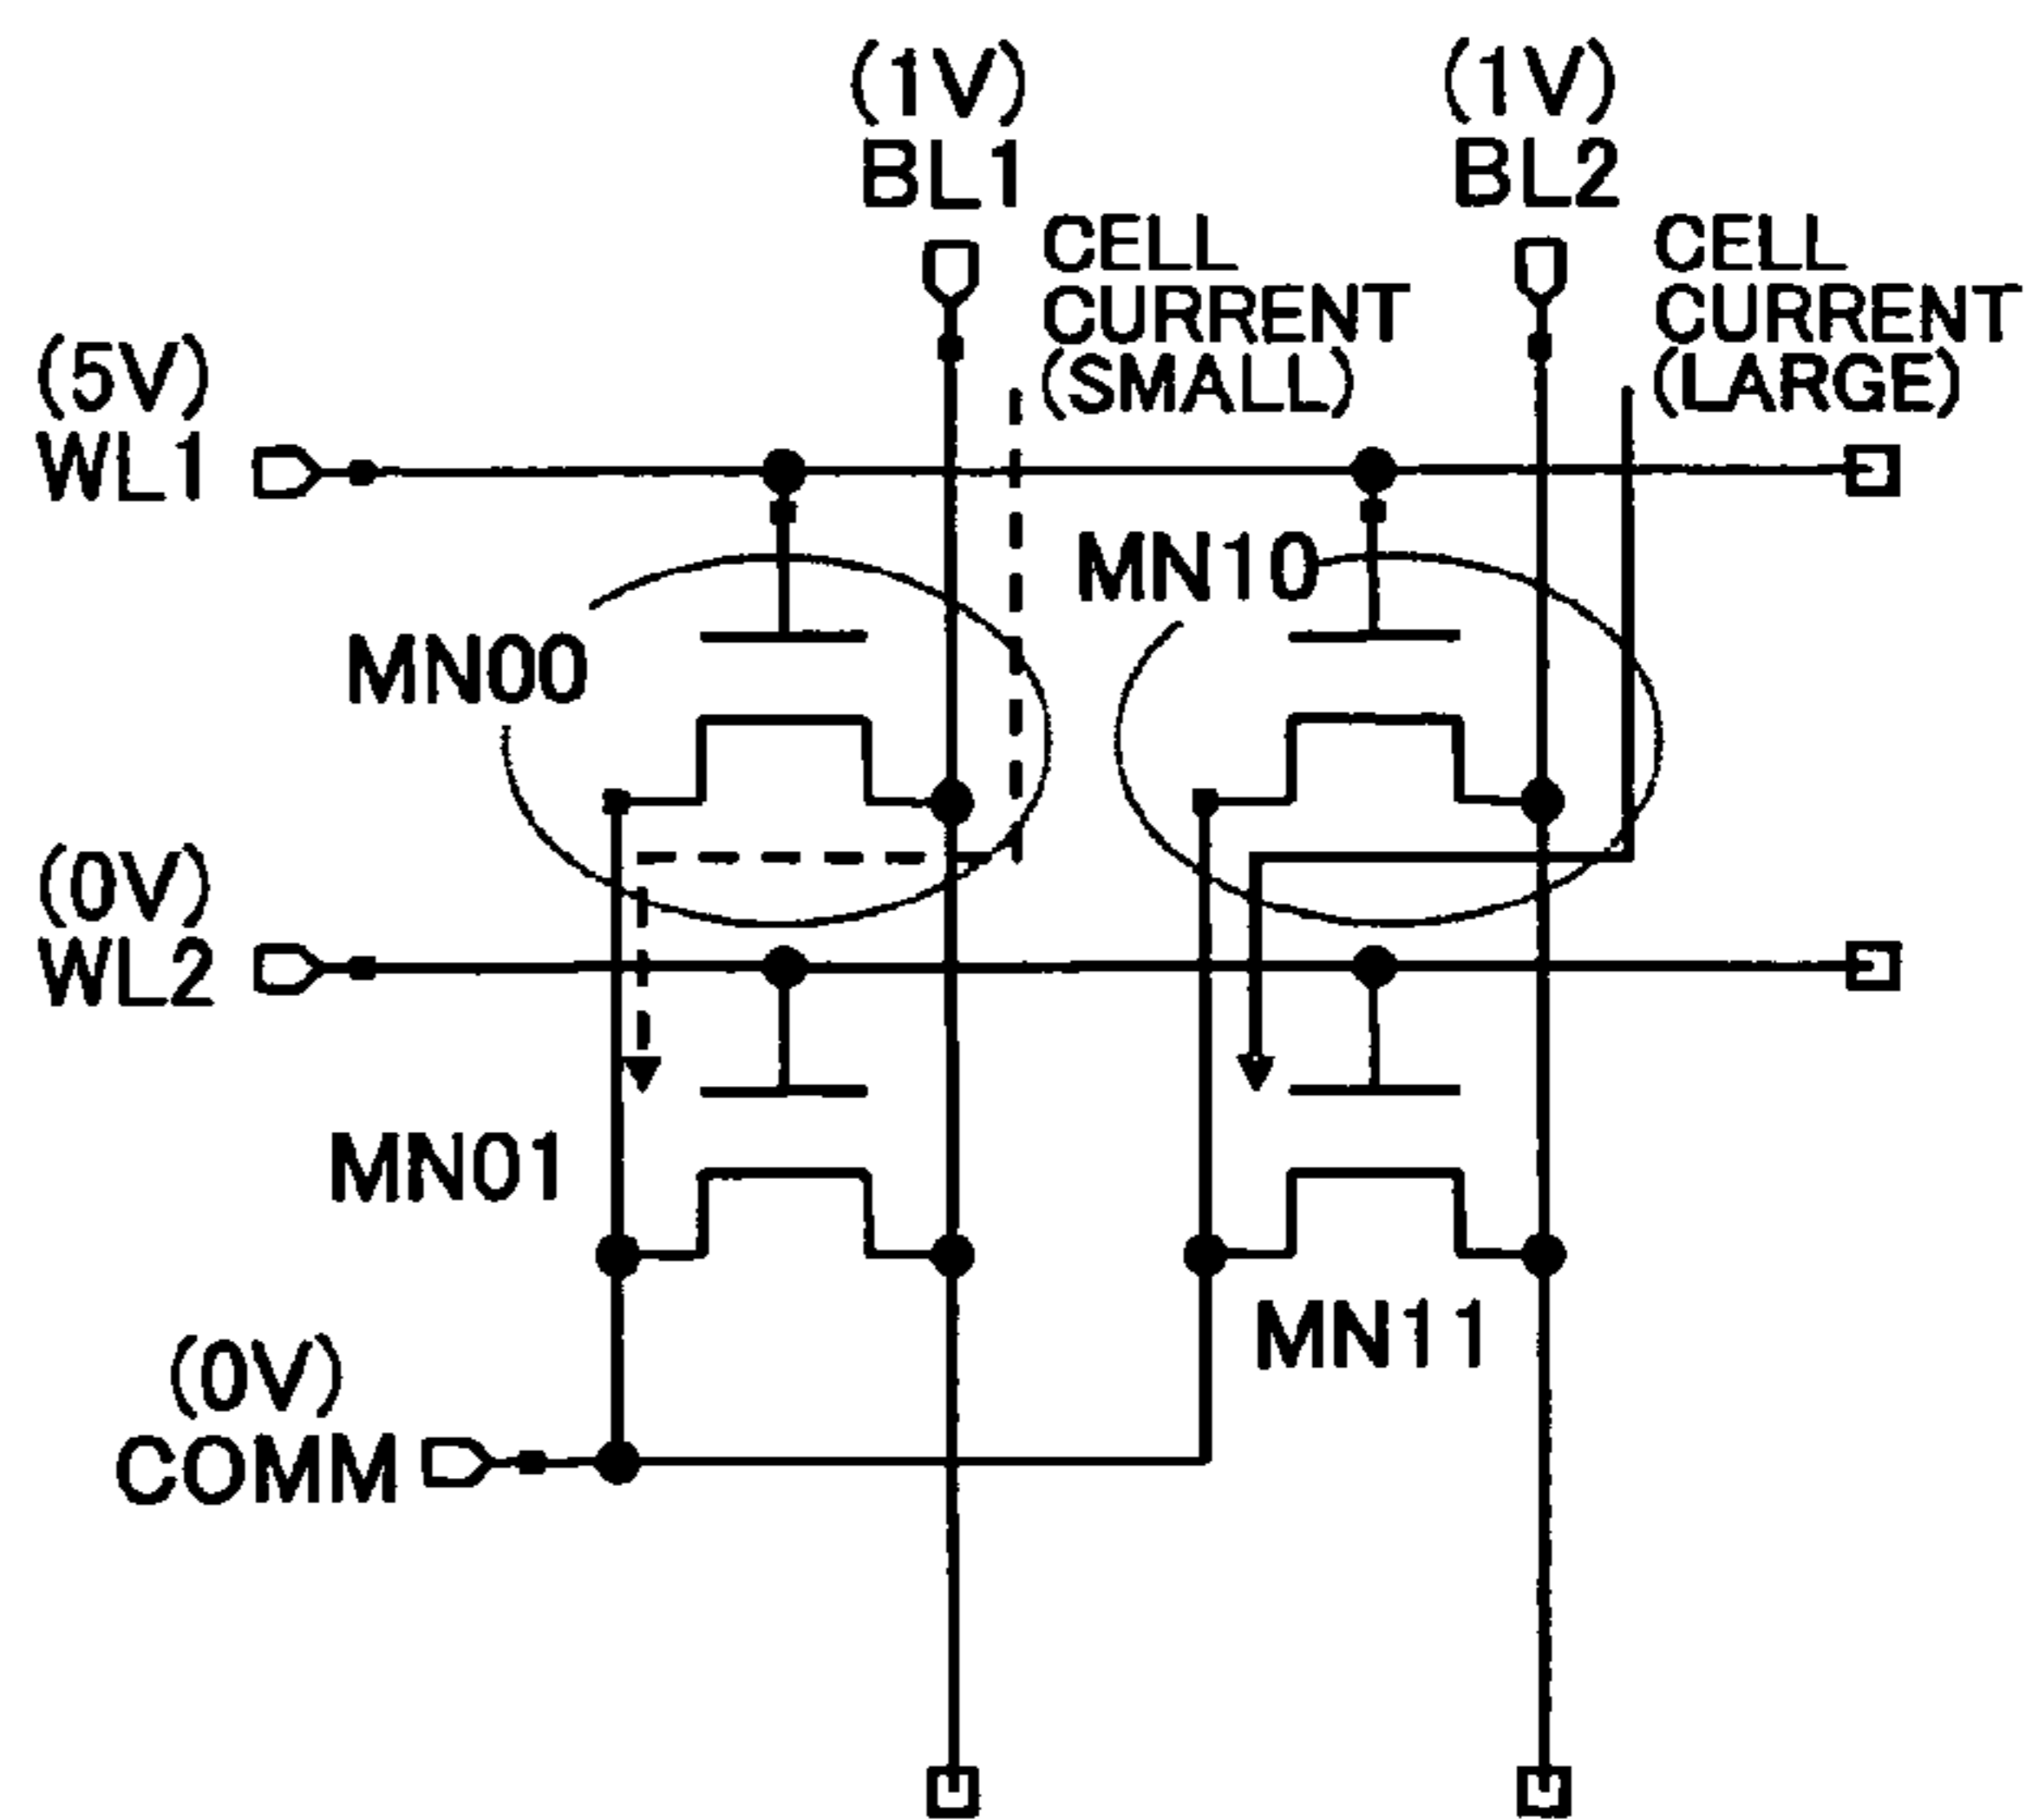 (1V)
BL1
(1V)
BL2
CELL
CURRENT
(SMALL)
CELL
CURRENT
(LARGE)
(5V)
WL1
MN10
MN00
(0V)
WL2
MN01
MN11
(0V)
COMM